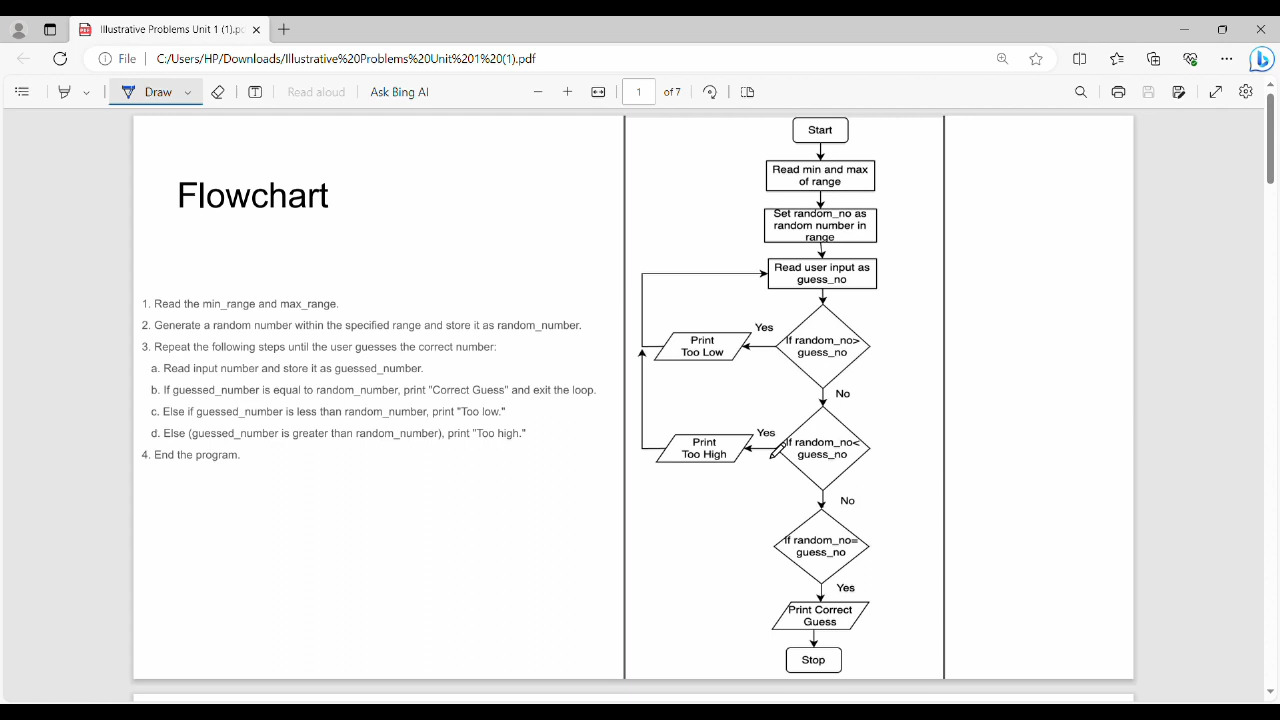 Illustrative Problems Unit 1 (1).pdf
File
C:/Users/HP/Downloads/Illustrative%20Problems%20Unit%201%20(1).pdf
Draw
Read aloud
Ask Bing AI
1
of 7
Flowchart
1. Read the min_range and max_range.
2. Generate a random number within the specified range and store it as random_number.
3. Repeat the following steps until the user guesses the correct number:
a. Read input number and store it as guessed_number.
b. If guessed_number is equal to random_number, print "Correct Guess" and exit the loop.
c. Else if guessed_number is less than random_number, print "Too low."
d. Else (guessed_number is greater than random_number), print "Too high."
4. End the program.
Start
Read min and max
of range
Set random_no as
random number in
range
Read user input as
guess_no
Yes
If random_no>
guess_no
Print
Too Low
No
Yes
If random_no<
guess_no
Print
Too High
No
If random_no=
guess_no
Yes
Print Correct
Guess
Stop